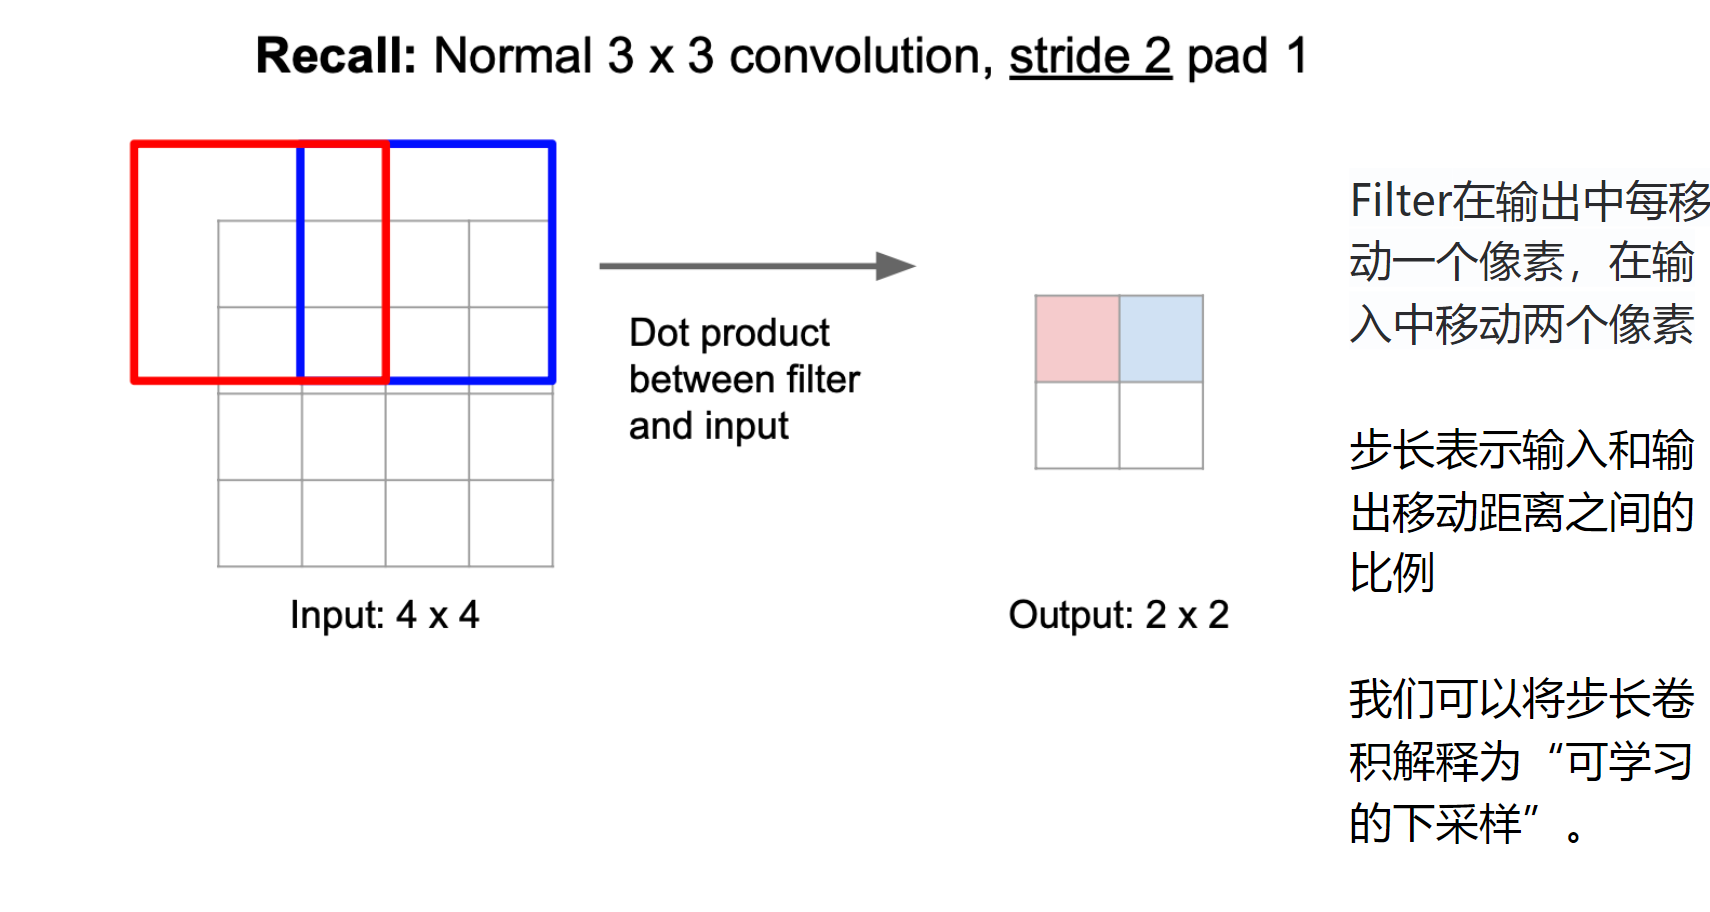 Recall: Normal 3 x 3 convolution, stride 2 pad 1
Dot product
between filter
and input
Input: 4 x 4
Output: 2 x 2
Filter在输出中每移
动一个像素，在输
入中移动两个像素
步长表示输入和输
出移动距离之间的
比例
我们可以将步长卷
积解释为“可学习
的下采样”。